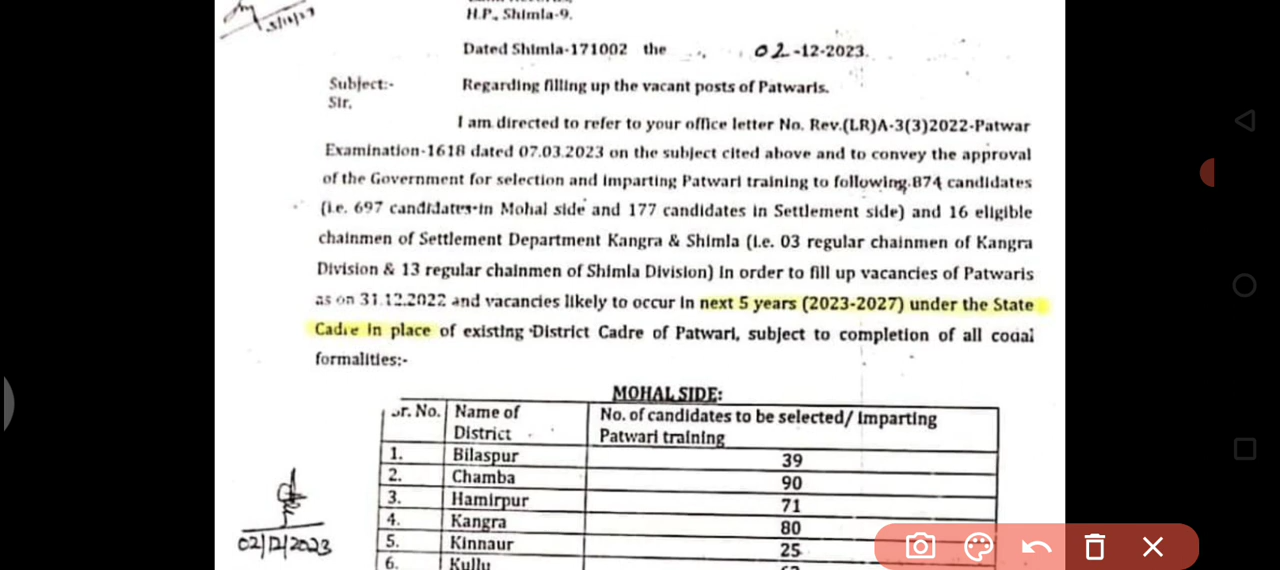 5/12/23
H.P., Shimla-9.
Dated Shimla-171002 the 02-12-2023.
Subject:- Regarding filling up the vacant posts of Patwaris.
Sir,
I am directed to refer to your office letter No. Rev.(LR)A-3(3)2022-Patwar
Examination-1618 dated 07.03.2023 on the subject cited above and to convey the approval
of the Government for selection and imparting Patwari training to following 874 candidates
(i.e. 697 candidates in Mohal side and 177 candidates in Settlement side) and 16 eligible
chainmen of Settlement Department Kangra & Shimla (i.e. 03 regular chainmen of Kangra
Division & 13 regular chainmen of Shimla Division) in order to fill up vacancies of Patwaris
as on 31.12.2022 and vacancies likely to occur in next 5 years (2023-2027) under the State
Cadre in place of existing District Cadre of Patwari, subject to completion of all codal
formalities:-
MOHAL SIDE:
Sr. No. Name of No. of candidates to be selected/ imparting
District Patwari training
1. Bilaspur 39
2. Chamba 90
3. Hamirpur 71
4. Kangra 80
5. Kinnaur 25
6. Kullu
02/12/2023